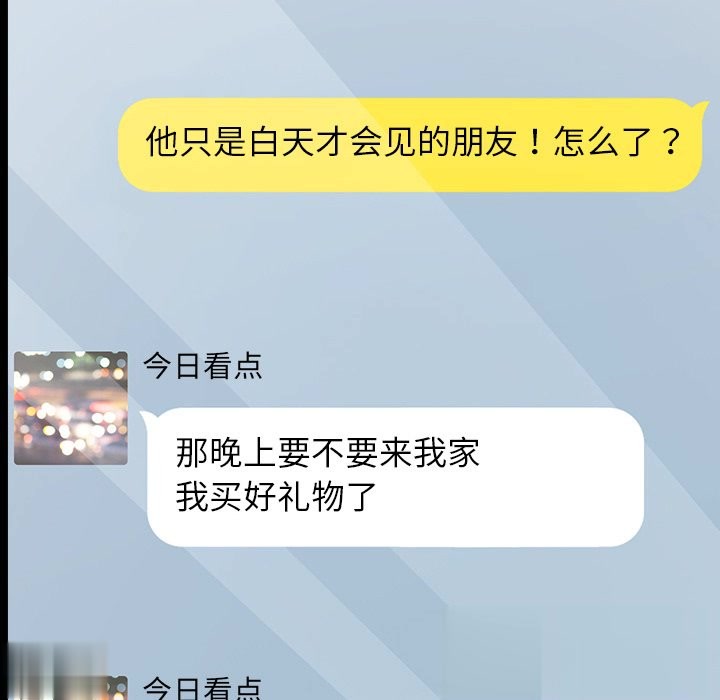 他只是白天才会见的朋友！怎么了？
今日看点
那晚上要不要来我家
我买好礼物了
今日看点